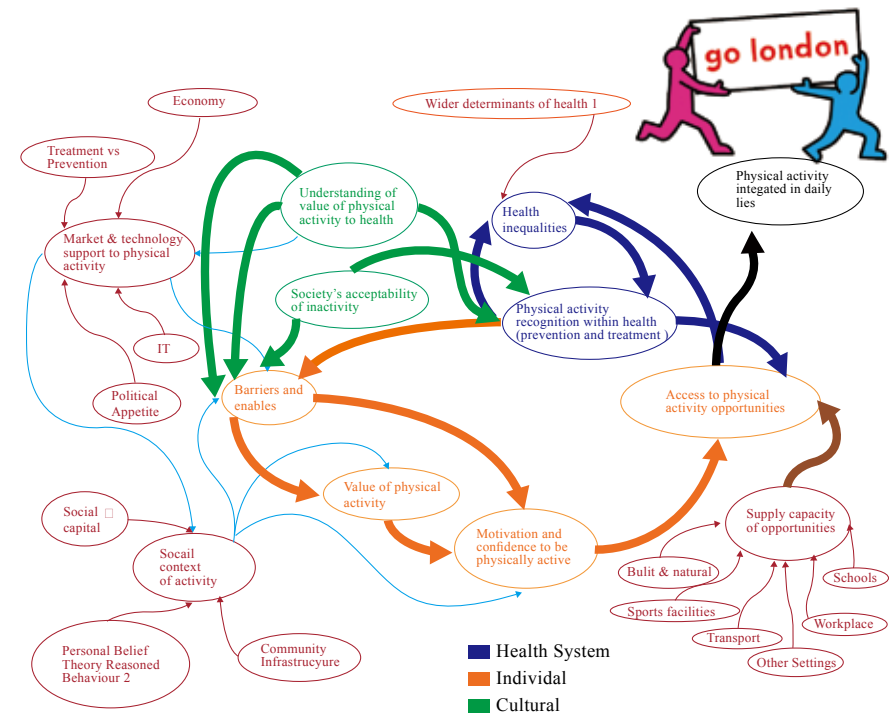 go london
Economy
Wider determinants of health 1
Treatment vs
Prevention
Physical activity
integated in daily
lies
Understanding of
value of physical
activity to health
Health
inequalities
Market & technology
support to physical
activity
Society's acceptability
of inactivity
Physical activity
recognition within health
(prevention and treatment )
IT
Political
Appetite
Barriers and
enables
Access to physical
activity opportunities
Value of physical
activity
Social □
capital
Motivation and
confidence to be
physically active
Supply capacity
of opportunities
Socail
context
of activity
Bulit & natural
Schools
Sports facilities
Workplace
Transport
Other Settings
Personal Belief
Theory Reasoned
Behaviour 2
Community
Infrastrucyure
Health System
Individal
Cultural